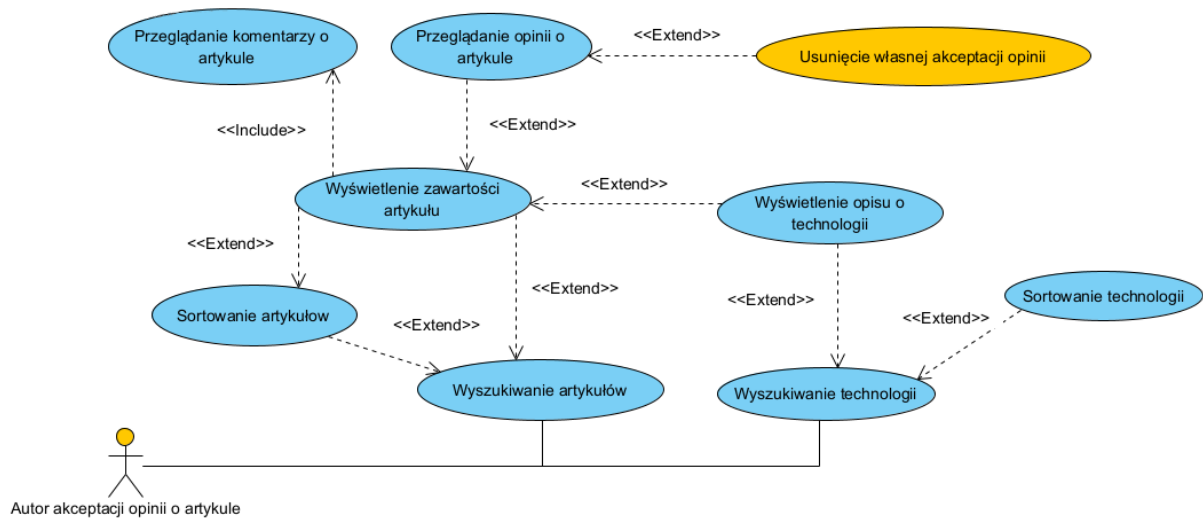 Przeglądanie komentarzy o
artykule
Przeglądanie opinii o
artykule
<<Extend>>
Usunięcie własnej akceptacji opinii
<<Include>>
<<Extend>>
Wyświetlenie zawartości
artykułu
<<Extend>>
Wyświetlenie opisu o
technologii
<<Extend>>
<<Extend>>
<<Extend>>
Sortowanie technologii
Sortowanie artykułow
<<Extend>>
<<Extend>>
Wyszukiwanie artykułów
Wyszukiwanie technologii
Autor akceptacji opinii o artykule